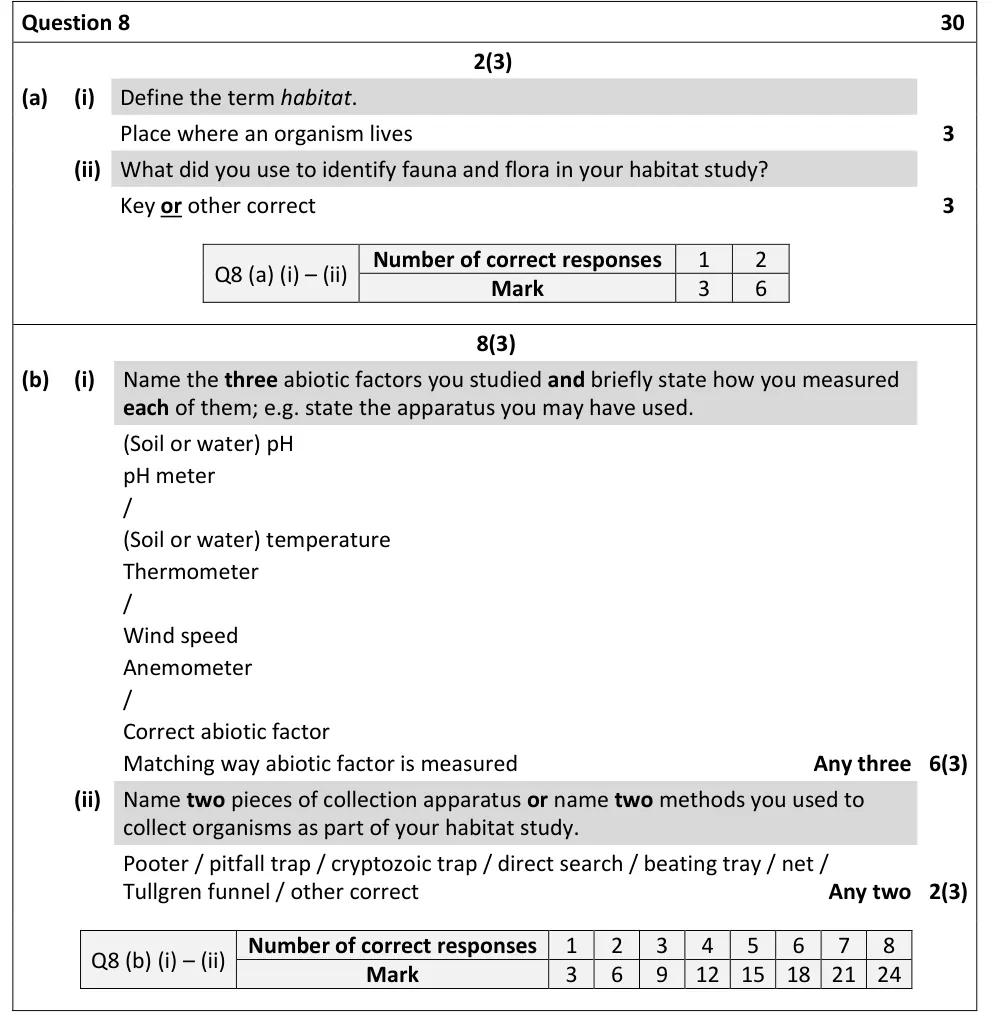 Question 8 30
2(3)
(a) (i) Define the term habitat.
Place where an organism lives 3
(ii) What did you use to identify fauna and flora in your habitat study?
Key or other correct 3
Q8 (a) (i) – (ii)
Number of correct responses 1 2
Mark 3 6
8(3)
(b) (i) Name the three abiotic factors you studied and briefly state how you measured
each of them; e.g. state the apparatus you may have used.
(Soil or water) pH
pH meter
/
(Soil or water) temperature
Thermometer
/
Wind speed
Anemometer
/
Correct abiotic factor
Matching way abiotic factor is measured Any three 6(3)
(ii) Name two pieces of collection apparatus or name two methods you used to
collect organisms as part of your habitat study.
Pooter / pitfall trap / cryptozoic trap / direct search / beating tray / net /
Tullgren funnel / other correct Any two 2(3)
Q8 (b) (i) – (ii)
Number of correct responses 1 2 3 4 5 6 7 8
Mark 3 6 9 12 15 18 21 24